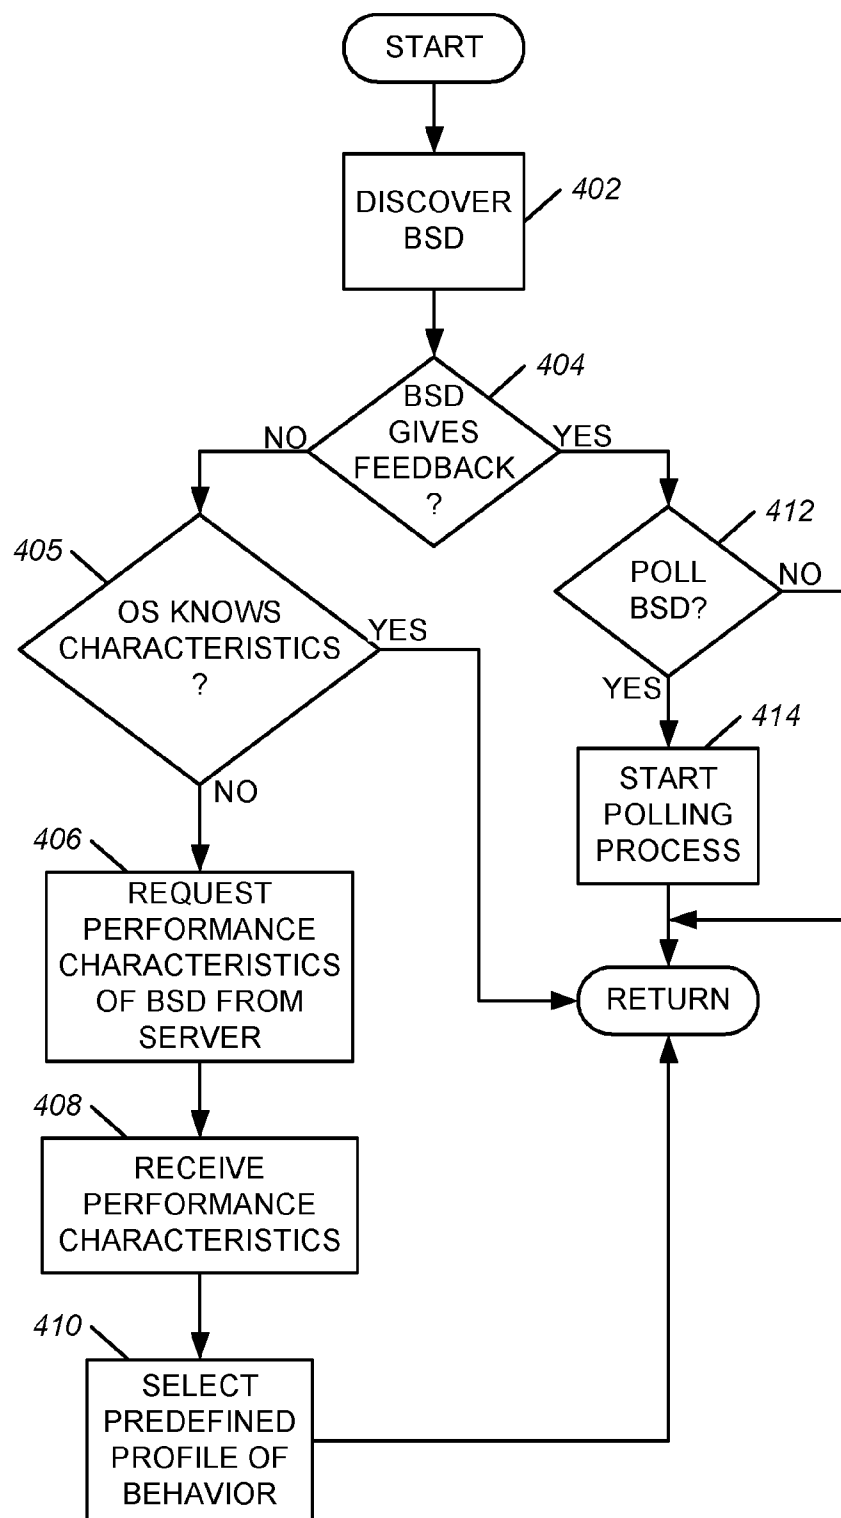 START
DISCOVER
BSD
402
BSD
GIVES
FEEDBACK
?
404
NO
YES
405
OS KNOWS
CHARACTERISTICS
?
YES
NO
412
POLL
BSD?
NO
YES
414
START
POLLING
PROCESS
406
REQUEST
PERFORMANCE
CHARACTERISTICS
OF BSD FROM
SERVER
RETURN
408
RECEIVE
PERFORMANCE
CHARACTERISTICS
410
SELECT
PREDEFINED
PROFILE OF
BEHAVIOR